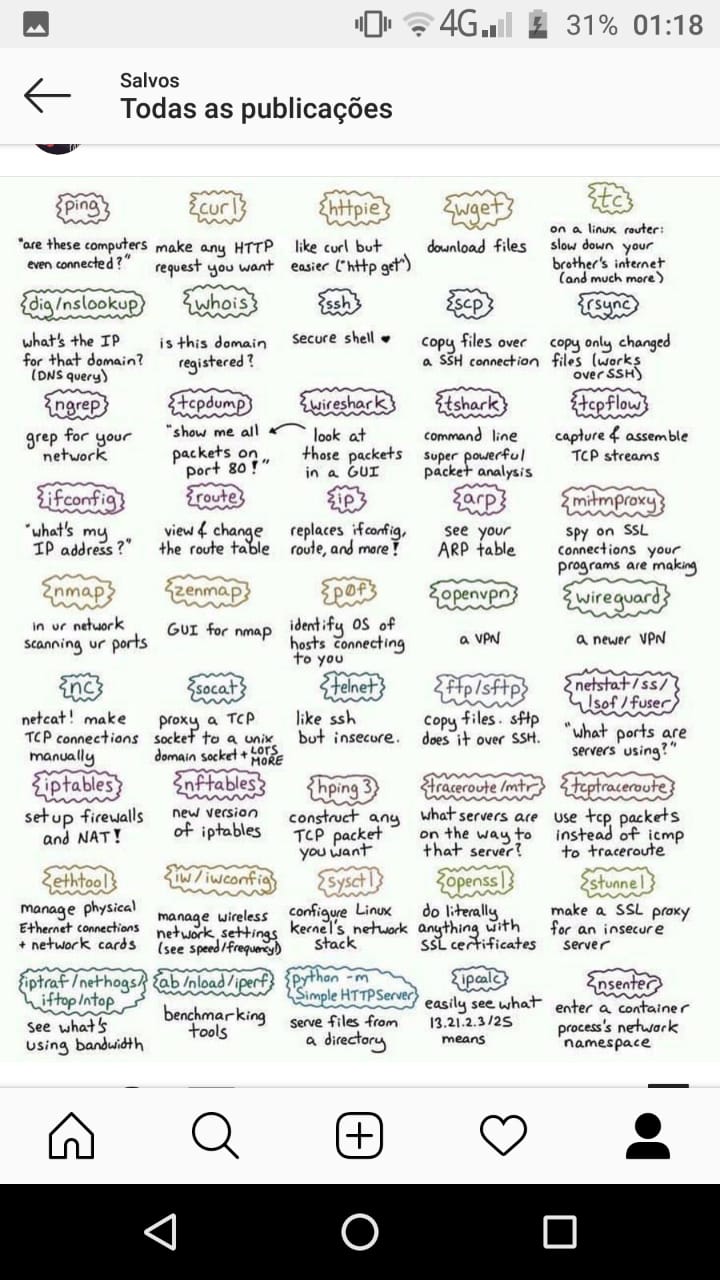 4G 31% 01:18
Salvos
Todas as publicações
ping
"are these computers
even connected?"
curl
make any HTTP
request you want
httpie
like curl but
easier ("http get")
wget
download files
tc
on a linux router:
slow down your
brother's internet
(and much more)
dig/nslookup
what's the IP
for that domain?
(DNS query)
whois
is this domain
registered?
ssh
secure shell ♥
scp
copy files over
a SSH connection
rsync
copy only changed
files (works
over SSH)
ngrep
grep for your
network
tcpdump
"show me all
packets on
port 80!"
wireshark
look at
those packets
in a GUI
tshark
command line
super powerful
packet analysis
tcpflow
capture & assemble
TCP streams
ifconfig
"what's my
IP address?"
route
view & change
the route table
ip
replaces ifconfig,
route, and more!
arp
see your
ARP table
mitmproxy
spy on SSL
connections your
programs are making
nmap
in ur network
scanning ur ports
zenmap
GUI for nmap
p0f
identify OS of
hosts connecting
to you
openvpn
a VPN
wireguard
a newer VPN
nc
netcat! make
TCP connections
manually
socat
proxy a TCP
socket to a unix
domain socket + LOTS
MORE
telnet
like ssh
but insecure.
ftp/sftp
copy files. sftp
does it over SSH.
netstat/ss/
lsof/fuser
"what ports are
servers using?"
iptables
set up firewalls
and NAT!
nftables
new version
of iptables
hping3
construct any
TCP packet
you want
traceroute/mtr
what servers are
on the way to
that server?
tcptraceroute
use tcp packets
instead of icmp
to traceroute
ethtool
manage physical
Ethernet connections
+ network cards
iw/iwconfig
manage wireless
network settings
(see speed/frequency!)
sysctl
configure Linux
kernel's network
stack
openssl
do literally
anything with
SSL certificates
stunnel
make a SSL proxy
for an insecure
server
iptraf/nethogs/
iftop/ntop
see what's
using bandwidth
ab/nload/iperf
benchmarking
tools
python -m
SimpleHTTPServer
serve files from
a directory
ipcalc
easily see what
13.21.2.3/25
means
nsenter
enter a container
process's network
namespace